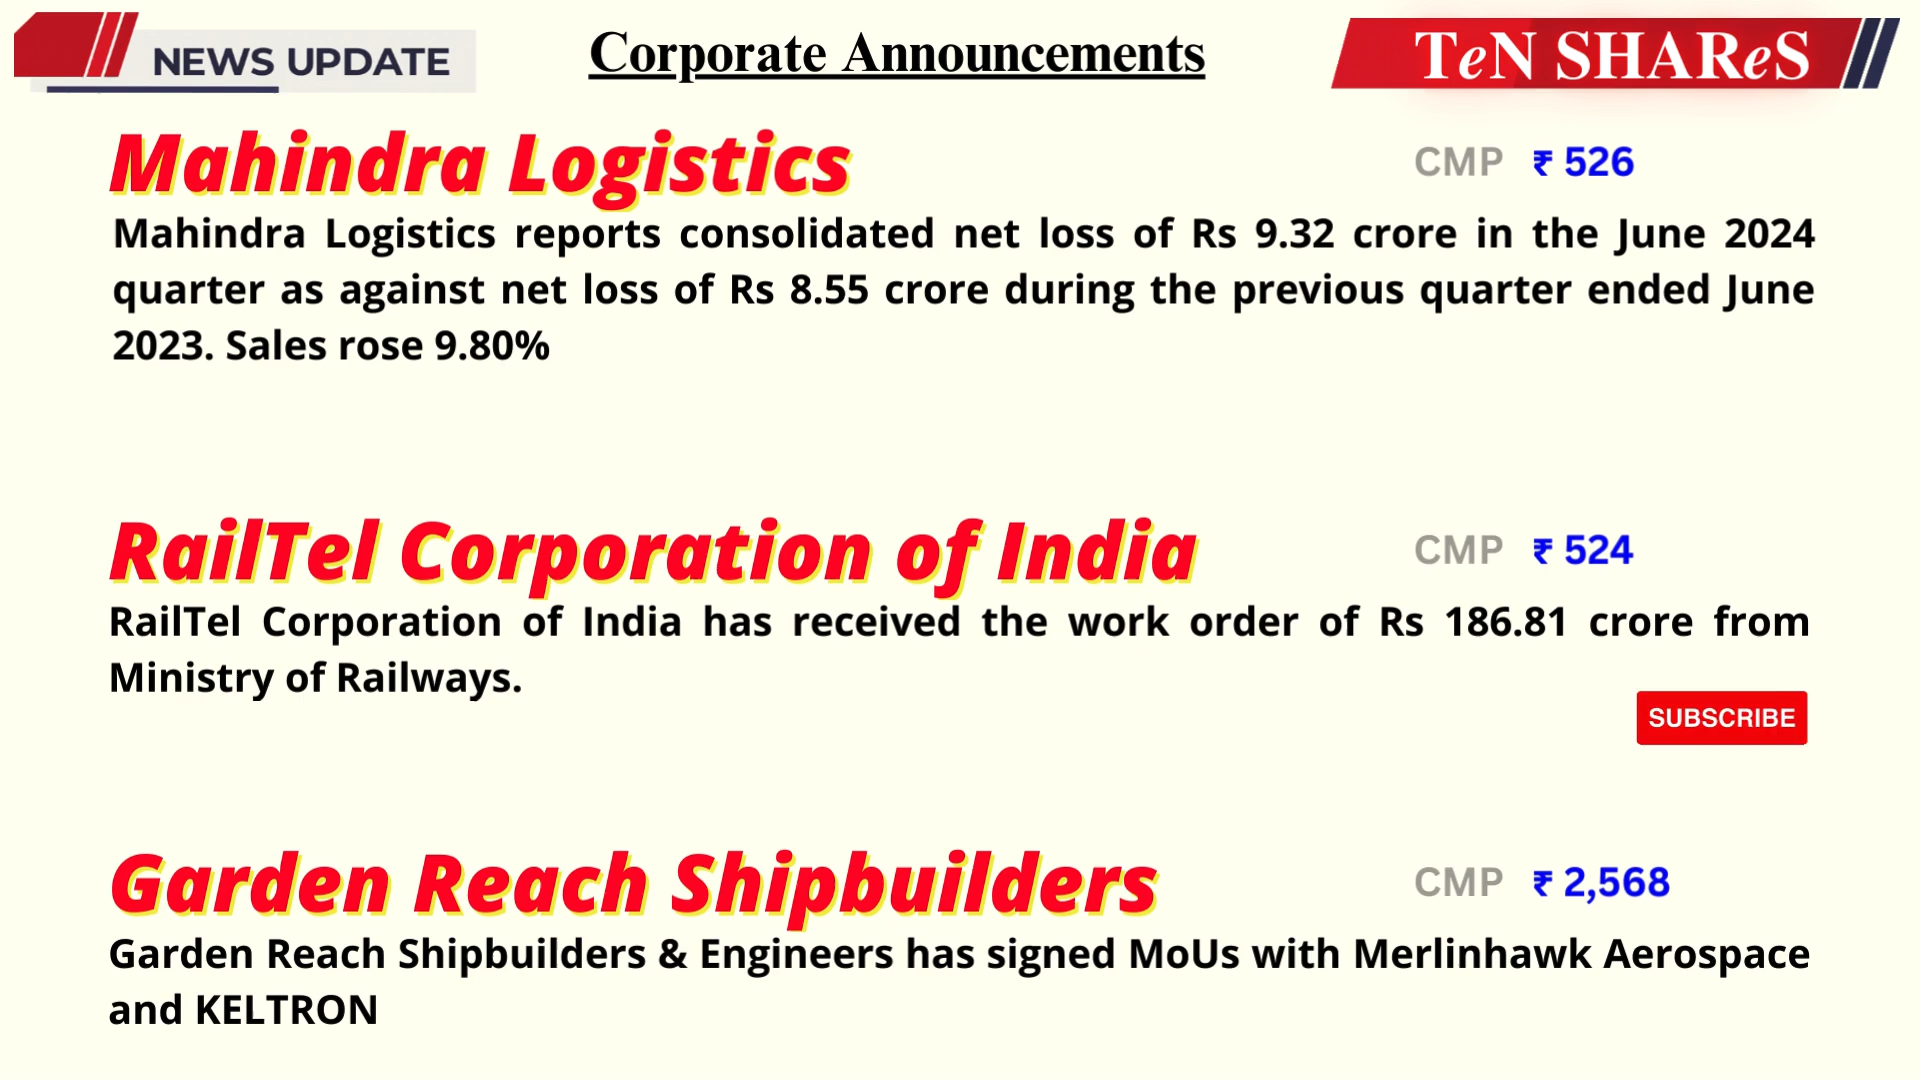 NEWS UPDATE
Corporate Announcements
TeN SHAReS
Mahindra Logistics
CMP ₹ 526
Mahindra Logistics reports consolidated net loss of Rs 9.32 crore in the June 2024
quarter as against net loss of Rs 8.55 crore during the previous quarter ended June
2023. Sales rose 9.80%
RailTel Corporation of India
CMP ₹ 524
RailTel Corporation of India has received the work order of Rs 186.81 crore from
Ministry of Railways.
SUBSCRIBE
Garden Reach Shipbuilders
CMP ₹ 2,568
Garden Reach Shipbuilders & Engineers has signed MoUs with Merlinhawk Aerospace
and KELTRON